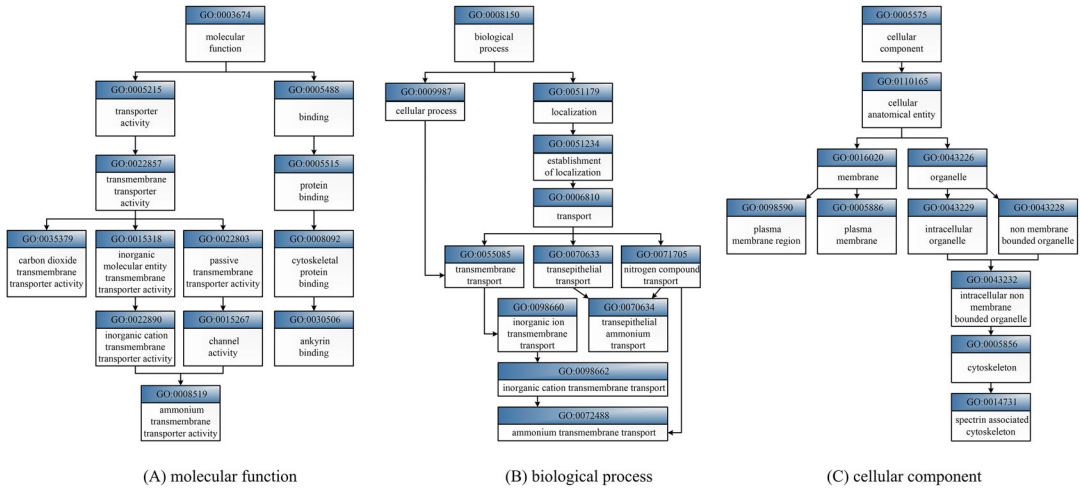 GO:0003674
molecular
function
GO:0005215
transporter
activity
GO:0005488
binding
GO:0022857
transmembrane
transporter
activity
GO:0005515
protein
binding
GO:0035379
carbon dioxide
transmembrane
transporter activity
GO:0015318
inorganic
molecular entity
transmembrane
transporter activity
GO:0022803
passive
transmembrane
transporter activity
GO:0008092
cytoskeletal
protein
binding
GO:0022890
inorganic cation
transmembrane
transporter activity
GO:0015267
channel
activity
GO:0030506
ankyrin
binding
GO:0008519
ammonium
transmembrane
transporter activity
(A) molecular function
GO:0008150
biological
process
GO:0009987
cellular process
GO:0051179
localization
GO:0051234
establishment
of localization
GO:0006810
transport
GO:0055085
transmembrane
transport
GO:0070633
transepithelial
transport
GO:0071705
nitrogen compound
transport
GO:0098660
inorganic ion
transmembrane
transport
GO:0070634
transepithelial
ammonium
transport
GO:0098662
inorganic cation transmembrane transport
GO:0072488
ammonium transmembrane transport
(B) biological process
GO:0005575
cellular
component
GO:0110165
cellular
anatomical entity
GO:0016020
membrane
GO:0043226
organelle
GO:0098590
plasma
membrane region
GO:0005886
plasma
membrane
GO:0043229
intracellular
organelle
GO:0043228
non membrane
bounded organelle
GO:0043232
intracellular non
membrane
bounded organelle
GO:0005856
cytoskeleton
GO:0014731
spectrin associated
cytoskeleton
(C) cellular component